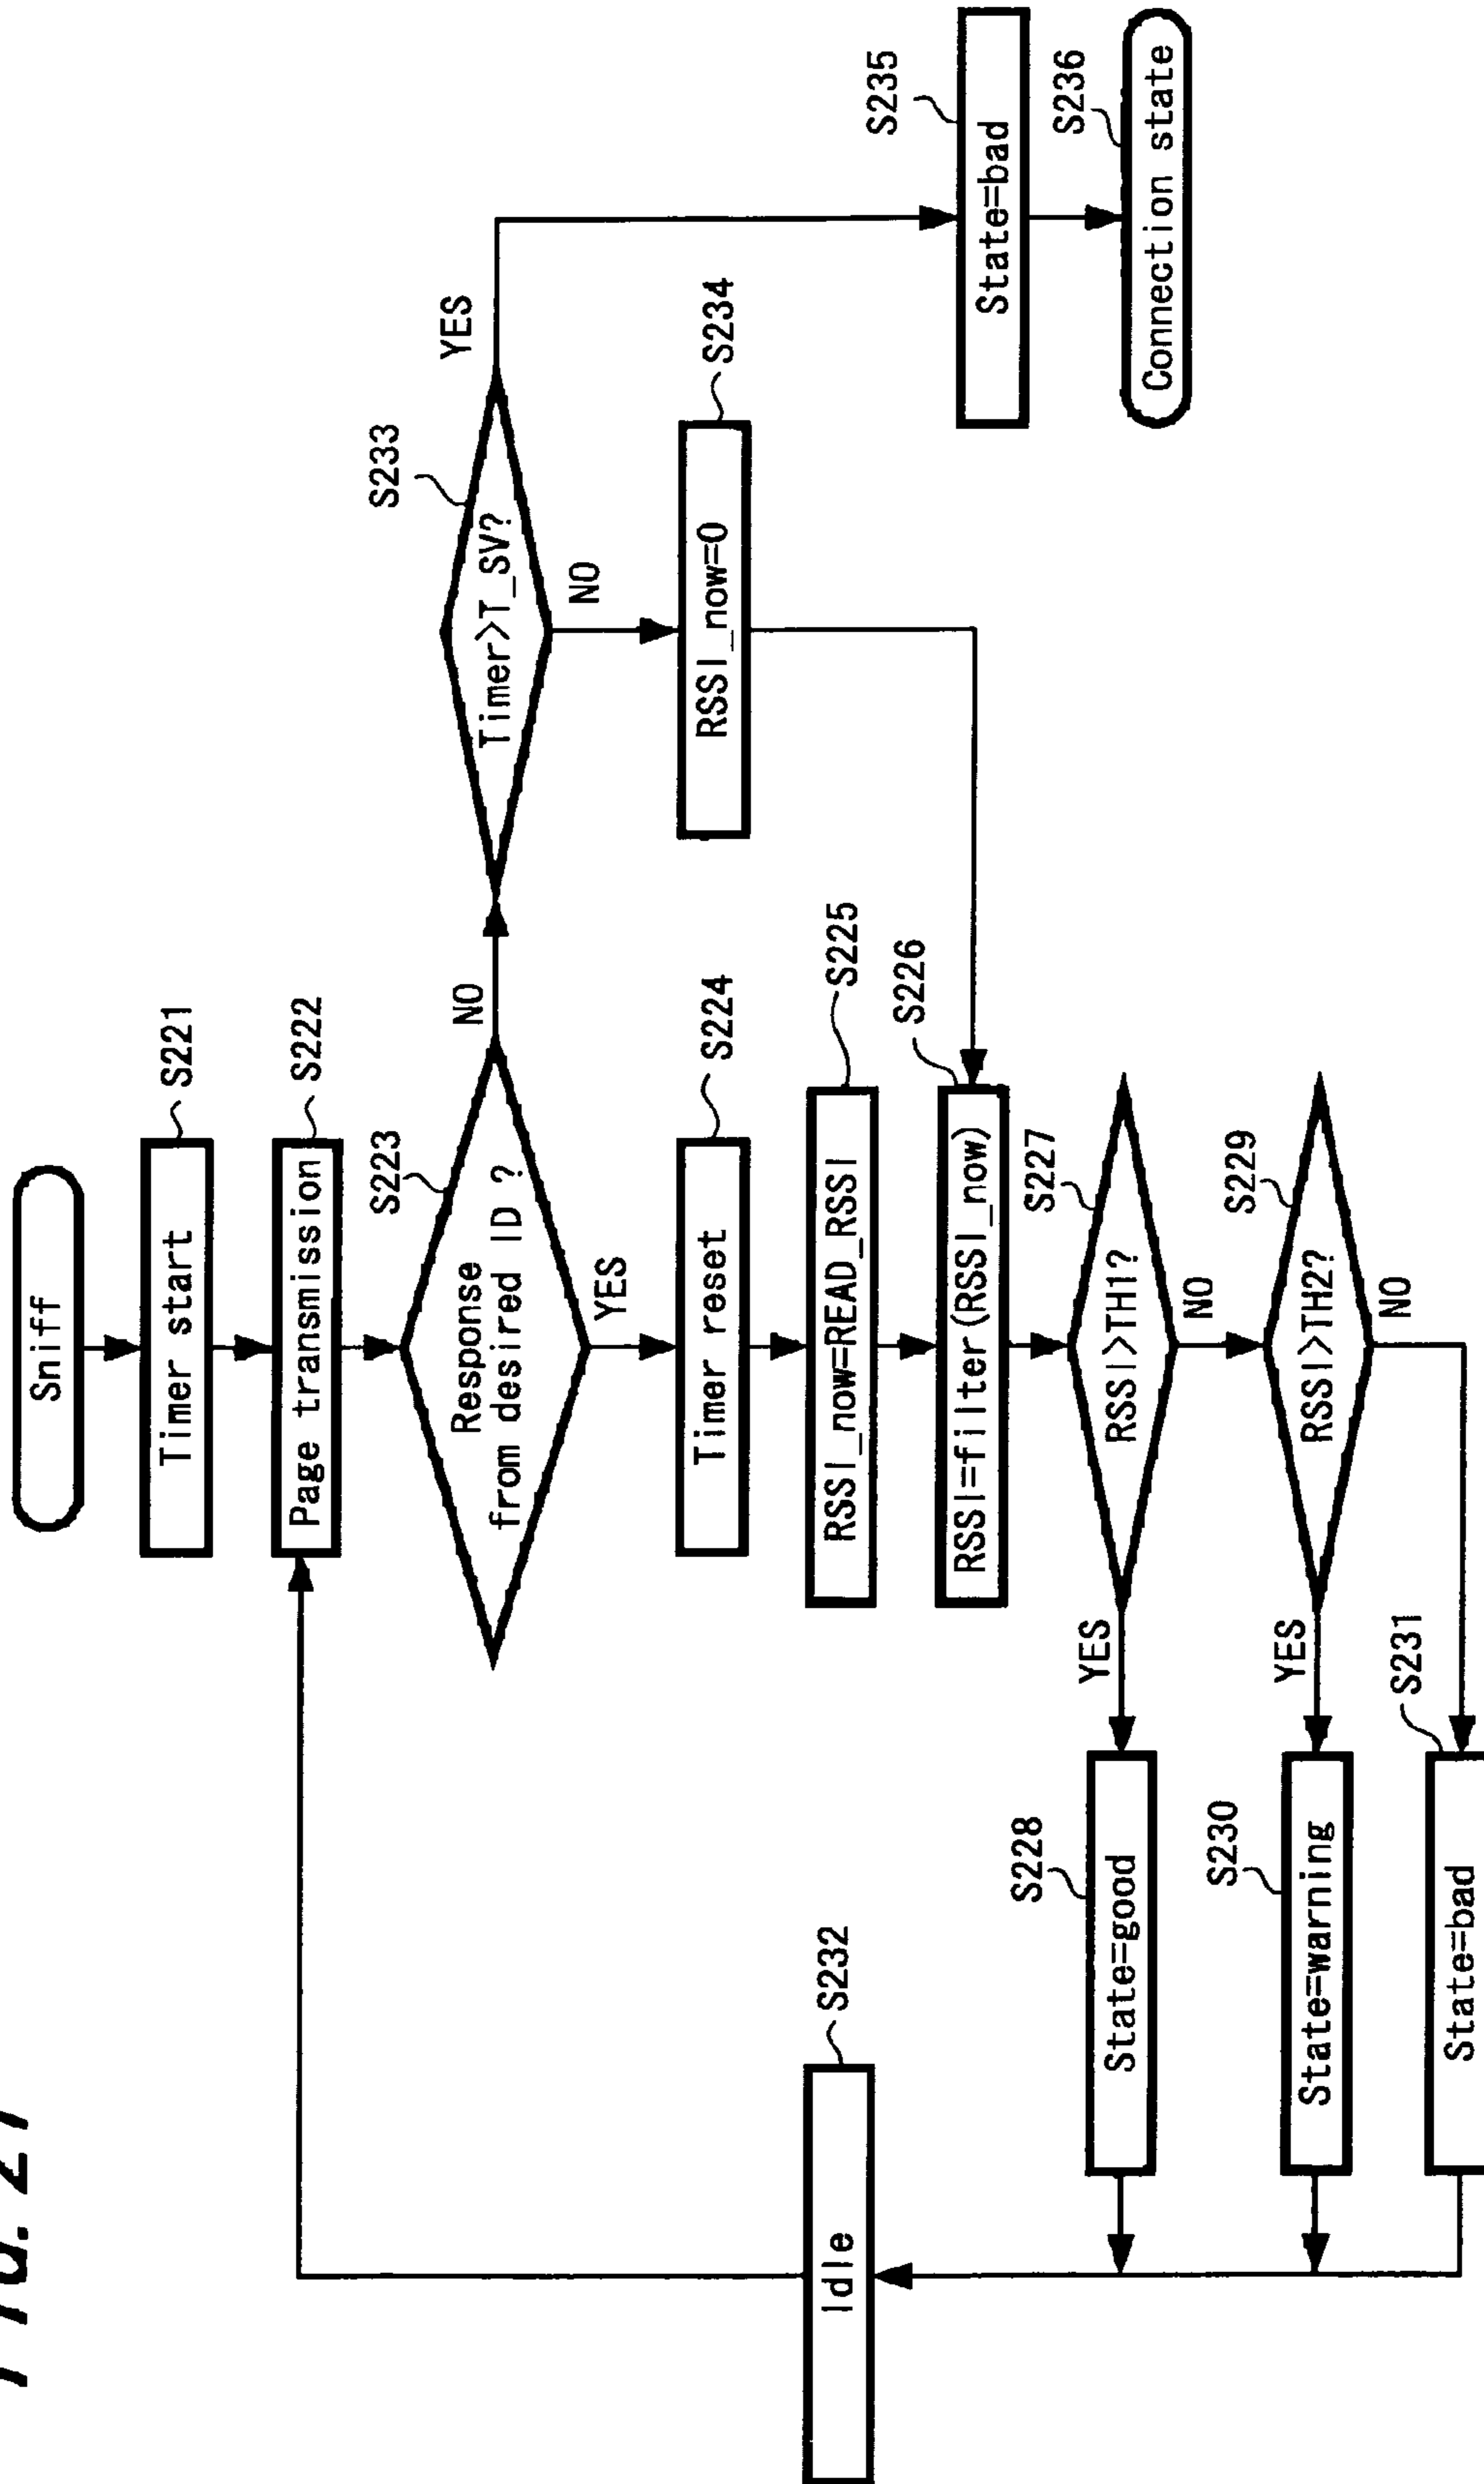 FIG. 21
Sniff
Timer start
S221
Page transmission
S222
Response
from desired ID ?
S223
NO
YES
Timer>T_SV?
S233
YES
NO
Timer reset
S224
RSSI_now=0
S234
RSSI_now=READ_RSSI
S225
RSSI=filter(RSSI_now)
S226
State=bad
S235
Connection state
S236
RSSI>TH1?
S227
YES
NO
State=good
S228
RSSI>TH2?
S229
YES
NO
State=warning
S230
State=bad
S231
Idle
S232